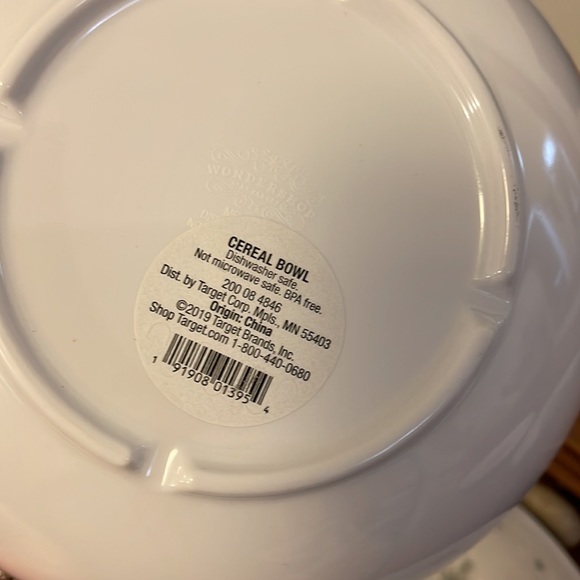 WONDERSHOP
CEREAL BOWL
Dishwasher safe.
Not microwave safe. BPA free.
200 08 4846
Dist. by Target Corp. Mpls., MN 55403
Origin: China
©2019 Target Brands, Inc.
Shop Target.com 1-800-440-0680
1 91908 01395 4